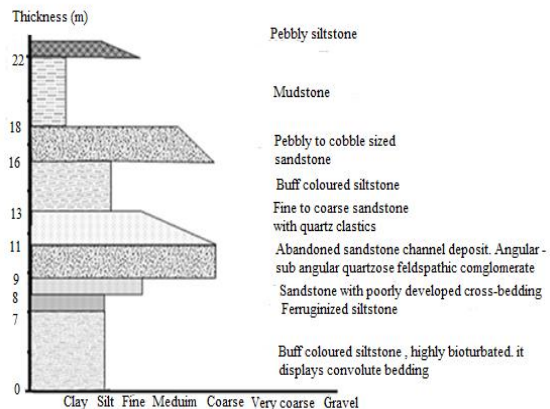 Thickness (m)
Pebbly siltstone
22
Mudstone
18
Pebbly to cobble sized
sandstone
16
Buff coloured siltstone
13
Fine to coarse sandstone
with quartz clastics
11
Abandoned sandstone channel deposit. Angular -
sub angular quartzose feldspathic comglomerate
9
Sandstone with poorly developed cross-bedding
8
Ferruginized siltstone
7
Buff coloured siltstone , highly bioturbated. it
displays convolute bedding
0
Clay Silt Fine Meduim Coarse Very coarse Gravel